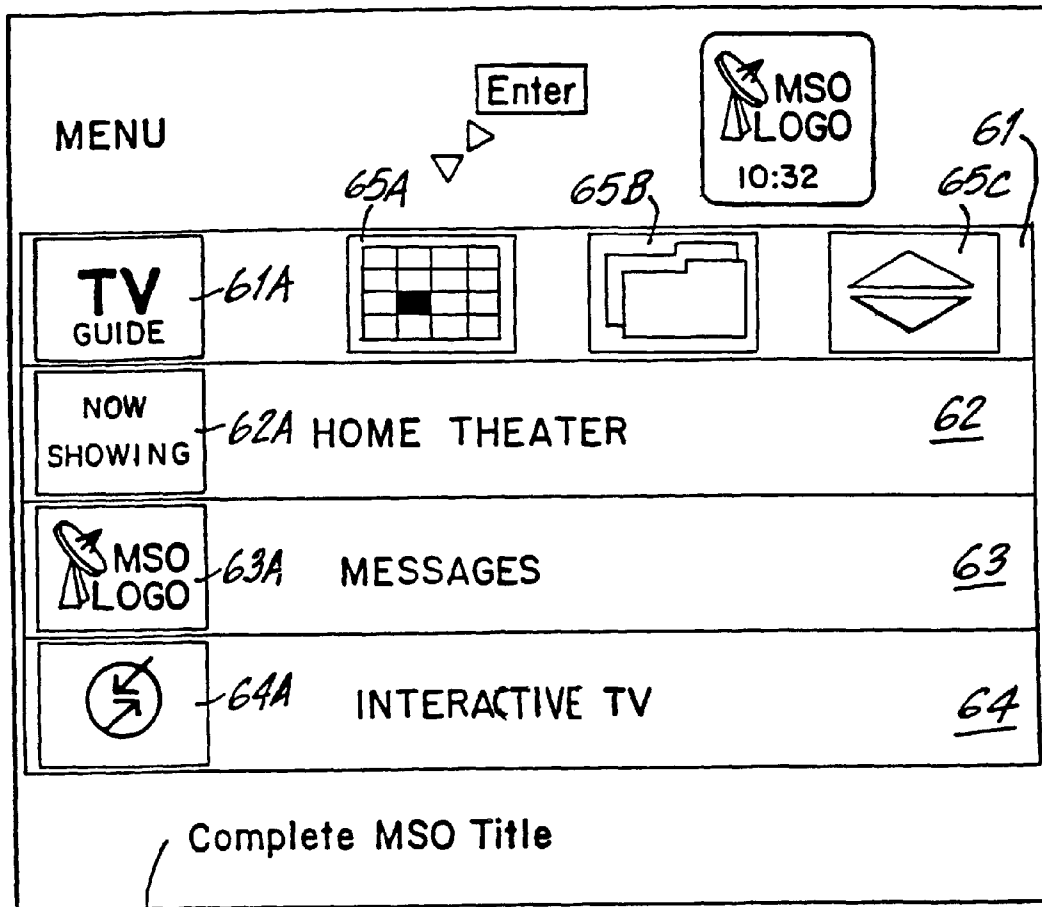 MENU
Enter
MSO
LOGO
10:32
61
65A
65B
65C
TV
GUIDE
61A
NOW
SHOWING
62A
HOME THEATER
62
MSO
LOGO
63A
MESSAGES
63
64A
INTERACTIVE TV
64
Complete MSO Title